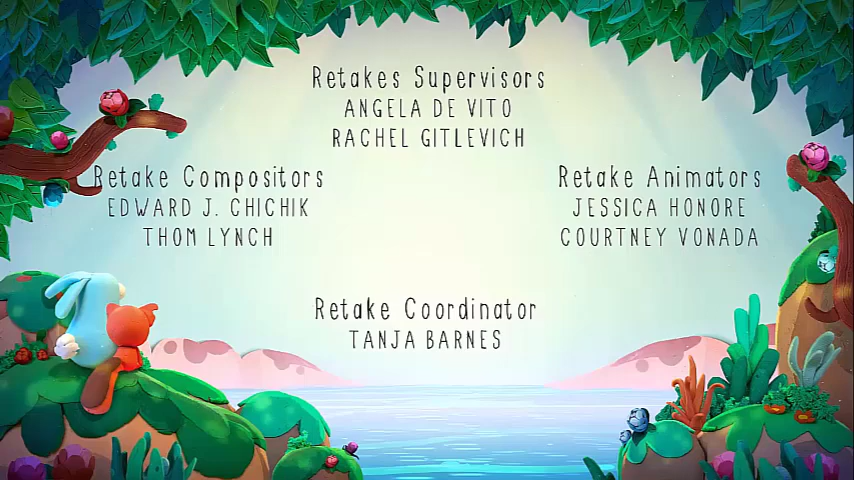 Retakes Supervisors
ANGELA DE VITO
RACHEL GITLEVICH
Retake Compositors
EDWARD J. CHICHIK
THOM LYNCH
Retake Animators
JESSICA HONORE
COURTNEY VONADA
Retake Coordinator
TANJA BARNES